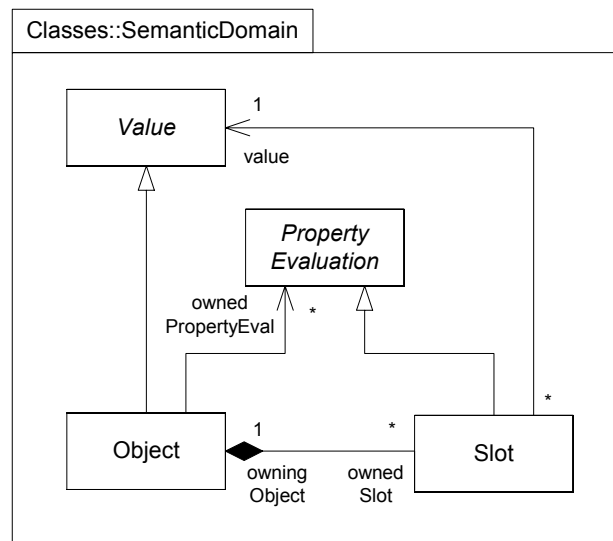 Classes::SemanticDomain
1
Value
value
Property
Evaluation
owned
PropertyEval
*
*
Object
1
*
Slot
owning
Object
owned
Slot